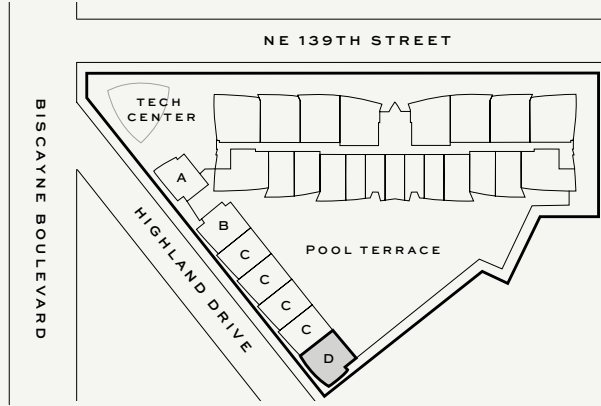 NE 139TH STREET
BISCAYNE BOULEVARD
TECH
CENTER
A
HIGHLAND DRIVE
B
POOL TERRACE
C
C
C
C
D